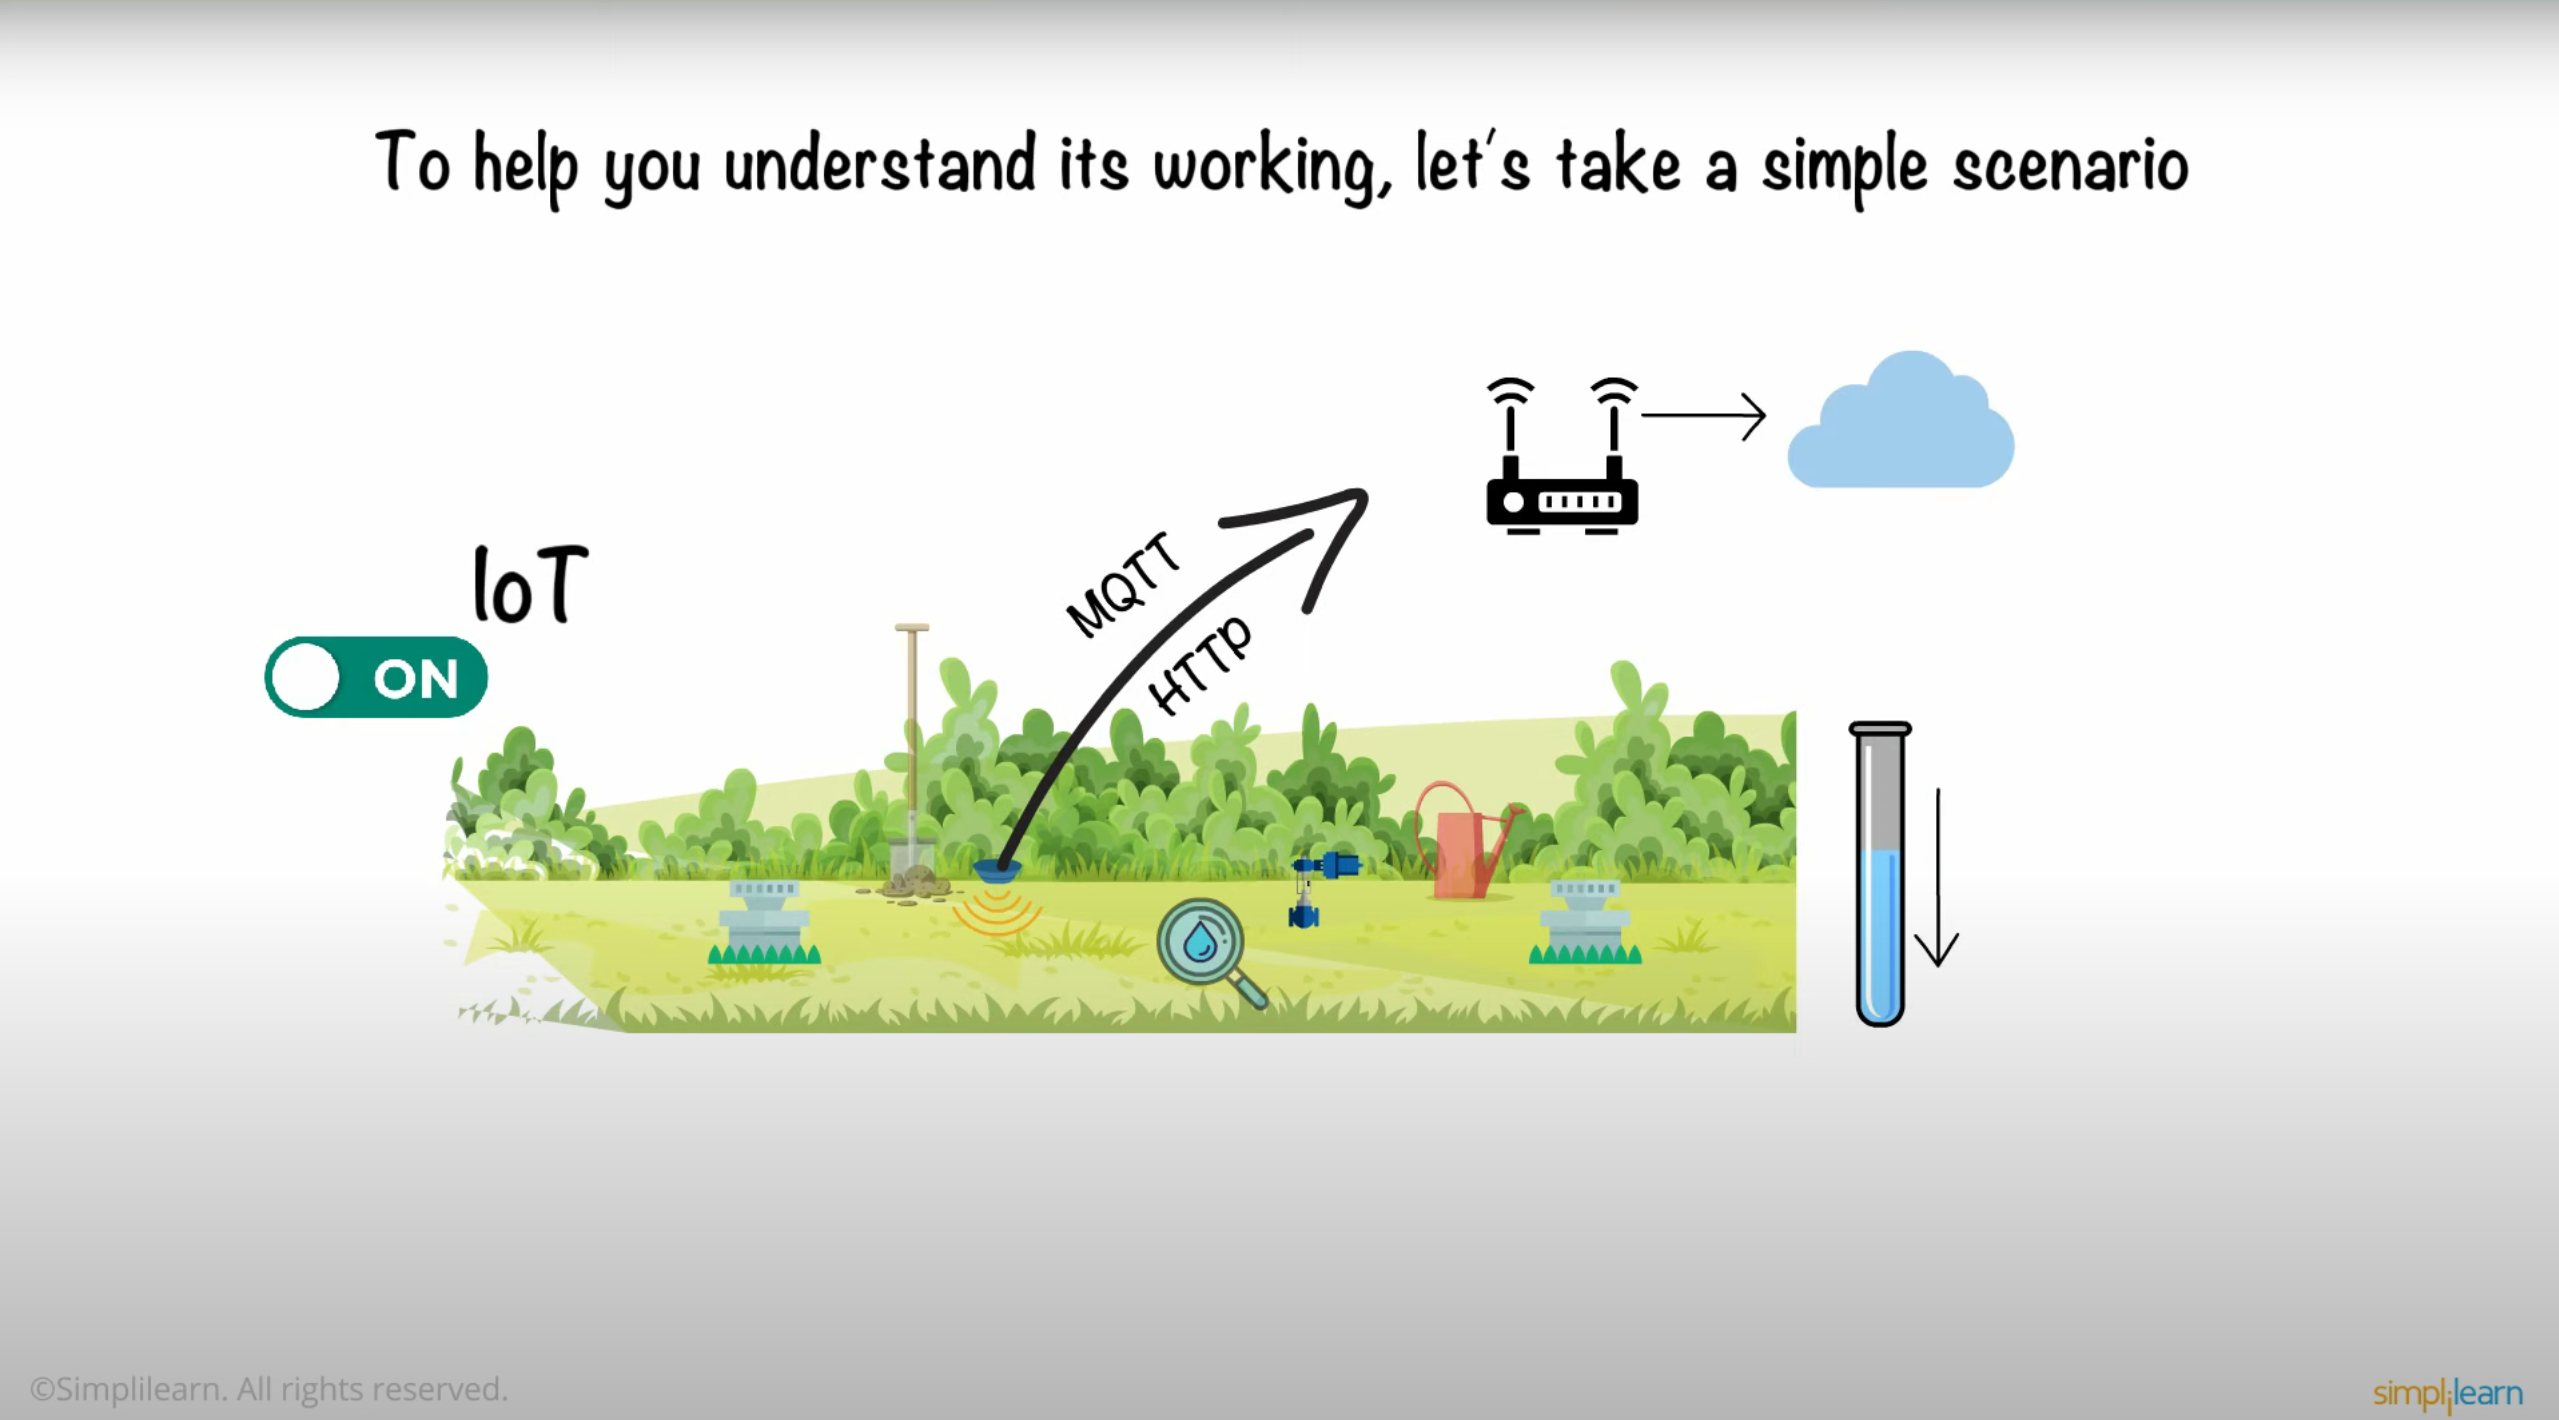 To help you understand its working, let's take a simple scenario
IoT
ON
MQTT
HTTP
©Simplilearn. All rights reserved.
simplilearn